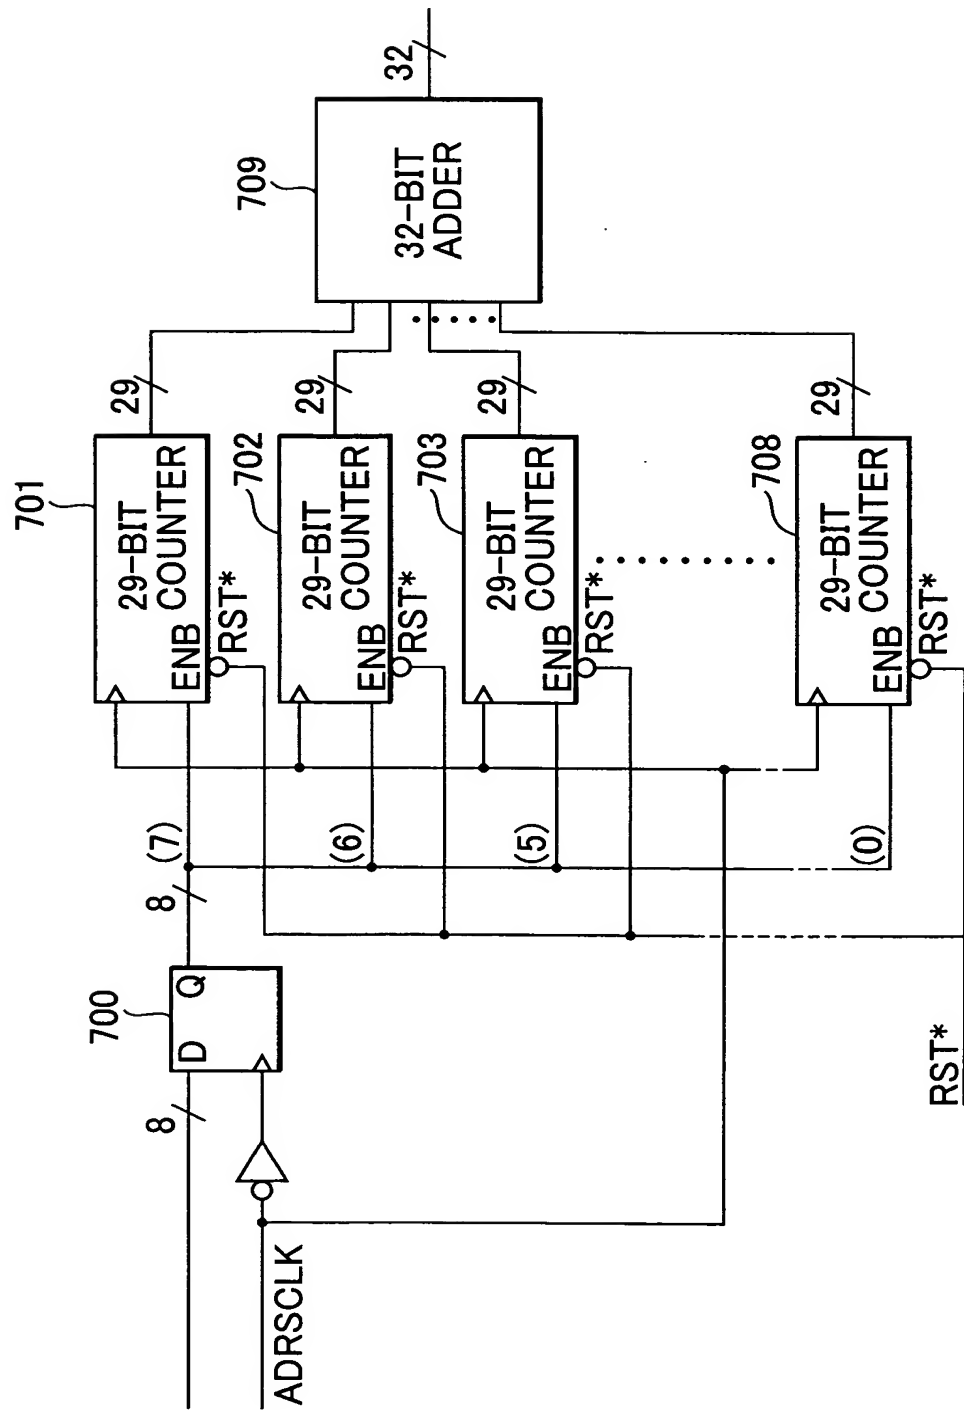 8
D
Q
700
ADRSCLK
8
(7)
(6)
(5)
(0)
RST*
701
29-BIT
COUNTER
ENB
RST*
29
702
29-BIT
COUNTER
ENB
RST*
29
703
29-BIT
COUNTER
ENB
RST*
29
708
29-BIT
COUNTER
ENB
RST*
29
709
32-BIT
ADDER
32